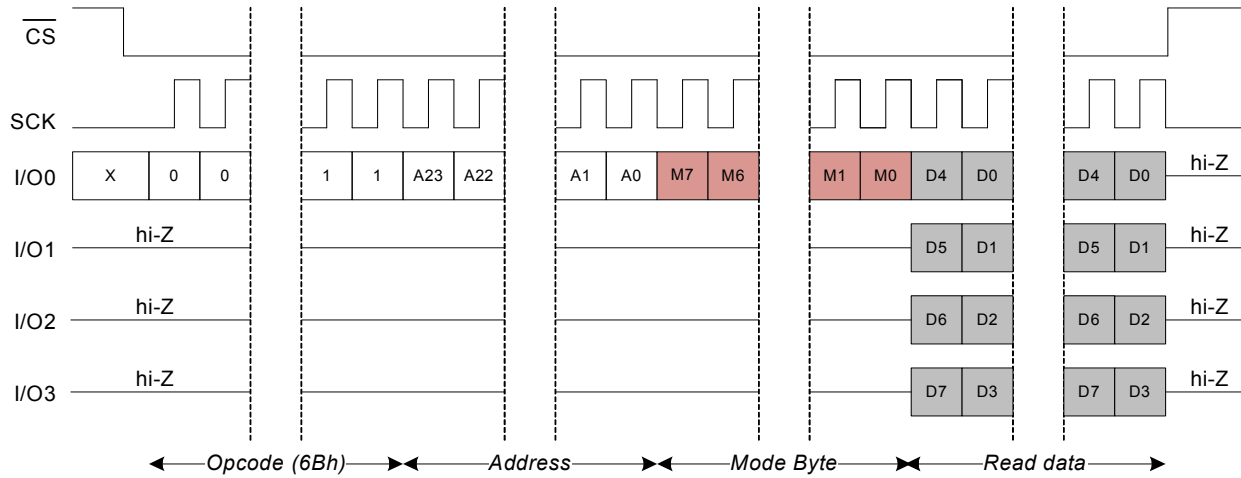 CS
SCK
I/O0 X 0 0 1 1 A23 A22 A1 A0 M7 M6 M1 M0 D4 D0 D4 D0 hi-Z
I/O1 hi-Z D5 D1 D5 D1 hi-Z
I/O2 hi-Z D6 D2 D6 D2 hi-Z
I/O3 hi-Z D7 D3 D7 D3 hi-Z
Opcode (6Bh) Address Mode Byte Read data